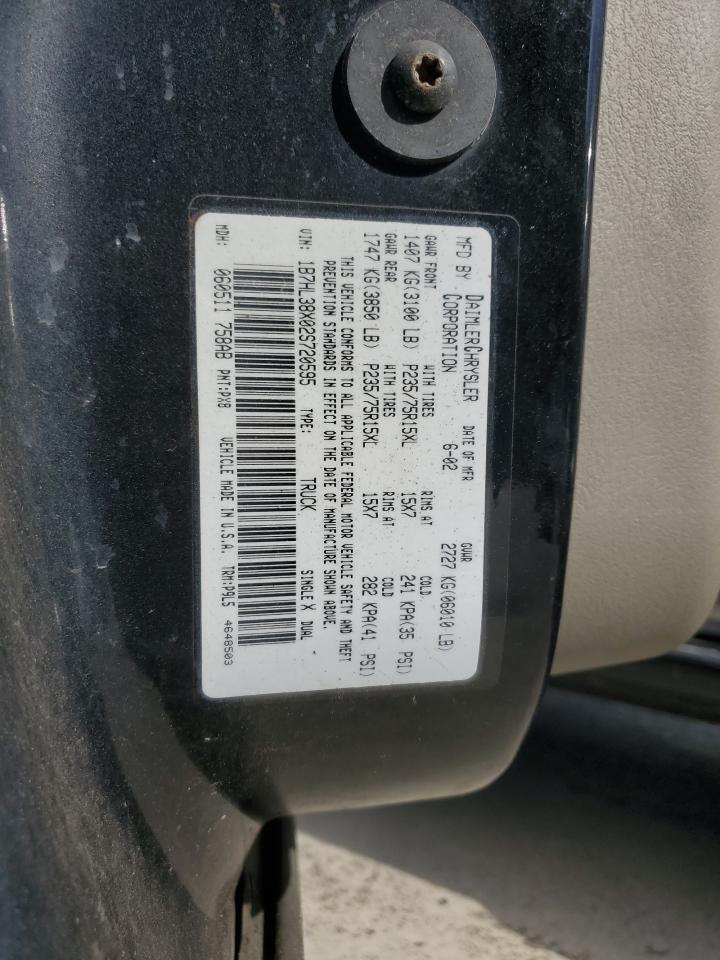 MFD BY DAIMLERCHRYSLER CORPORATION DATE OF MFR 6-02 GVWR 2727 KG(06010 LB)
GAWR FRONT WITH TIRES RIMS AT COLD
1407 KG(3100 LB) P235/75R15XL 15X7 241 KPA(35 PSI)
GAWR REAR WITH TIRES RIMS AT COLD
1747 KG(3850 LB) P235/75R15XL 15X7 282 KPA(41 PSI)
THIS VEHICLE CONFORMS TO ALL APPLICABLE FEDERAL MOTOR VEHICLE SAFETY AND THEFT
PREVENTION STANDARDS IN EFFECT ON THE DATE OF MANUFACTURE SHOWN ABOVE.
VIN: 1B7HL38X02S720595 TYPE: TRUCK SINGLE X DUAL
MDH: 060511 758AB PNT:PX8 VEHICLE MADE IN U.S.A. TRM:P9L5 4648503